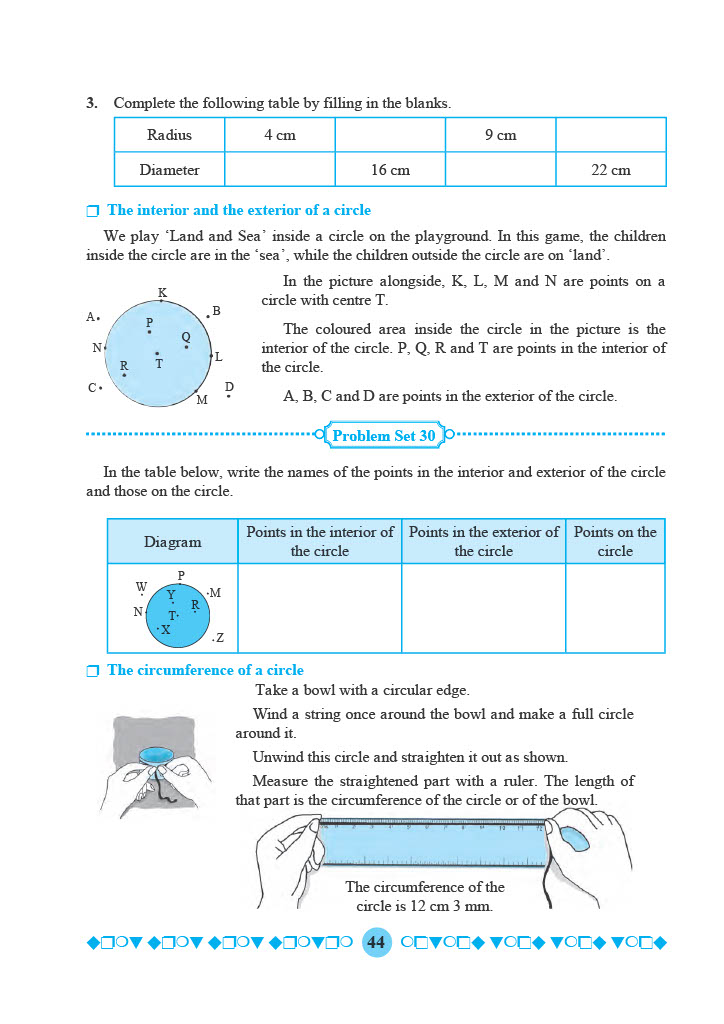 3. Complete the following table by filling in the blanks.
Radius 4 cm 9 cm
Diameter 16 cm 22 cm
The interior and the exterior of a circle
We play ‘Land and Sea’ inside a circle on the playground. In this game, the children
inside the circle are in the ‘sea’, while the children outside the circle are on ‘land’.
In the picture alongside, K, L, M and N are points on a
circle with centre T.
The coloured area inside the circle in the picture is the
interior of the circle. P, Q, R and T are points in the interior of
the circle.
A, B, C and D are points in the exterior of the circle.
K
A
B
P
Q
N
L
R
T
C
D
M
Problem Set 30
In the table below, write the names of the points in the interior and exterior of the circle
and those on the circle.
Diagram
Points in the interior of
the circle
Points in the exterior of
the circle
Points on the
circle
P
W
Y
M
R
N
T
X
Z
The circumference of a circle
Take a bowl with a circular edge.
Wind a string once around the bowl and make a full circle
around it.
Unwind this circle and straighten it out as shown.
Measure the straightened part with a ruler. The length of
that part is the circumference of the circle or of the bowl.
The circumference of the
circle is 12 cm 3 mm.
44